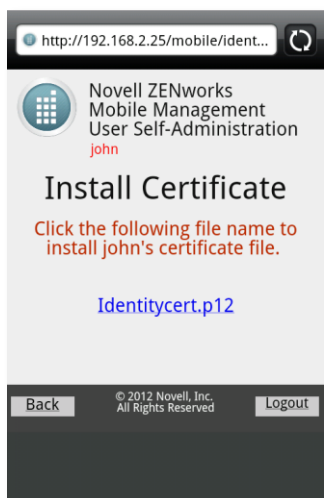 http://192.168.2.25/mobile/ident...
Novell ZENworks
Mobile Management
User Self-Administration
john
Install Certificate
Click the following file name to
install john's certificate file.
Identitycert.p12
Back
© 2012 Novell, Inc.
All Rights Reserved
Logout